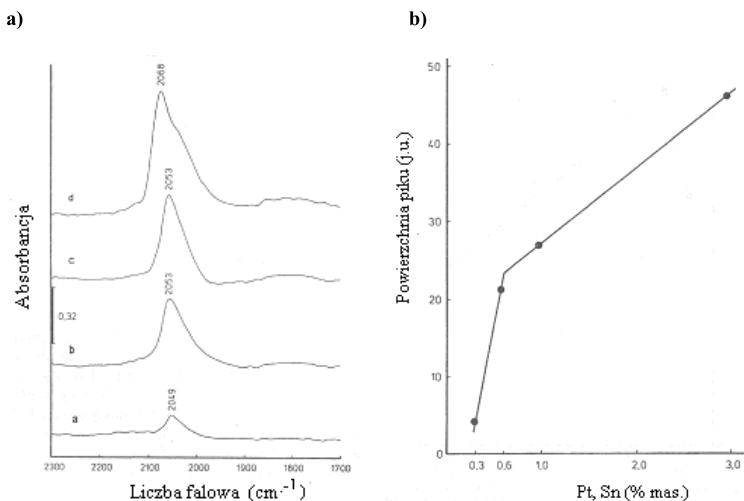 a)
2068
d
2053
c
2053
0,32
b
2049
a
Absorbancja
2300 2200 2100 2000 1900 1800 1700
Liczba falowa (cm-1)
b)
50
40
30
20
10
0
Powierzchnia piku (j.u.)
0.3 0,6 1,0 2,0 3,0
Pt, Sn (% mas.)